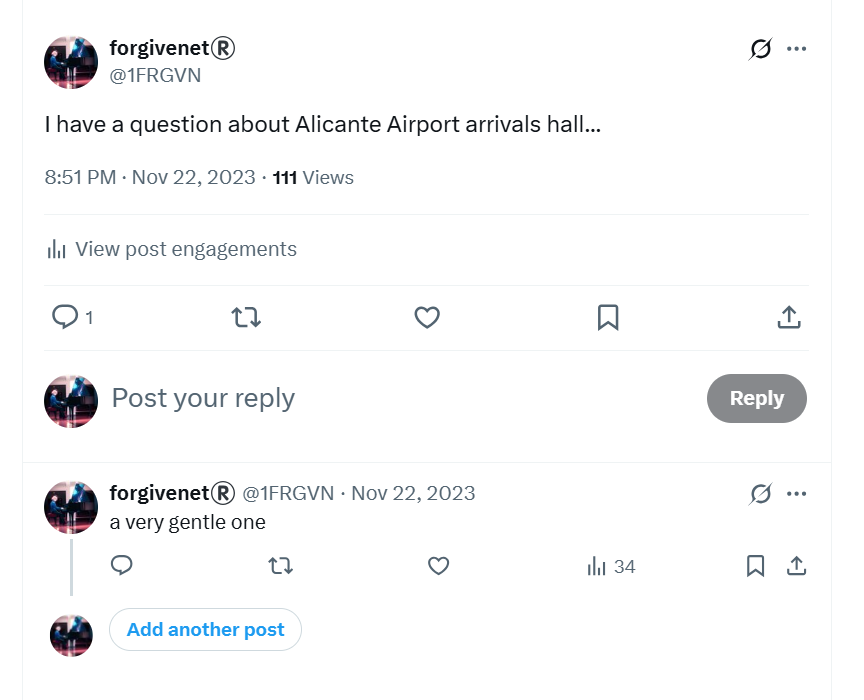 forgivenet®
@1FRGVN
I have a question about Alicante Airport arrivals hall...
8:51 PM · Nov 22, 2023 · 111 Views
View post engagements
1
Post your reply
Reply
forgivenet® @1FRGVN · Nov 22, 2023
a very gentle one
34
Add another post